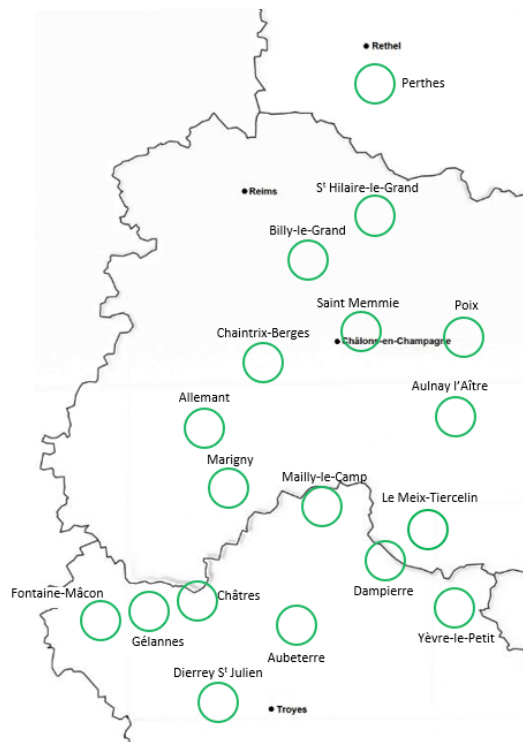 Rethel
Perthes
Sᵗ Hilaire-le-Grand
Reims
Billy-le-Grand
Saint Memmie
Poix
Chaintrix-Berges
Châlons-en-Champagne
Aulnay l'Aître
Allemant
Marigny
Mailly-le-Camp
Le Meix-Tiercelin
Fontaine-Mâcon
Châtres
Dampierre
Gélannes
Aubeterre
Yèvre-le-Petit
Dierrey Sᵗ Julien
Troyes